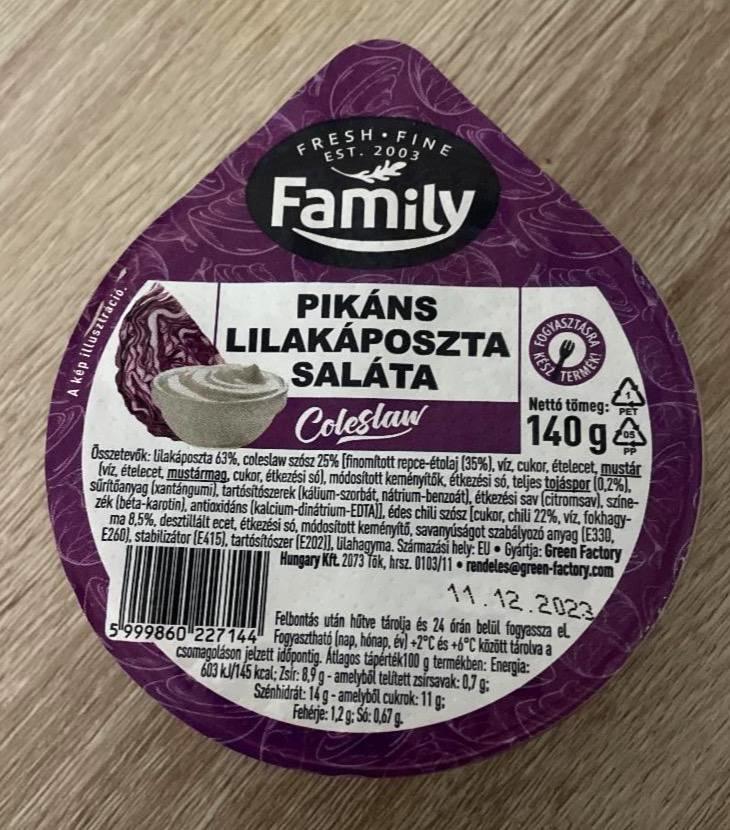 FRESH • FINE
EST. 2003
Family
A kép illusztráció.
PIKÁNS
LILAKÁPOSZTA
SALÁTA
Coleslaw
FOGYASZTÁSRA
KÉSZ TERMÉK!
Nettó tömeg:
140 g
1
PET
05
PP
Összetevők: lilakáposzta 63%, coleslaw szósz 25% [finomított repce-étolaj (35%), víz, cukor, ételecet, mustár
(víz, ételecet, mustármag, cukor, étkezési só), módosított keményítők, étkezési só, teljes tojáspor (0,2%),
sűrítőanyag (xantángumi), tartósítószerek (kálium-szorbát, nátrium-benzoát), étkezési sav (citromsav), szine-
zék (béta-karotin), antioxidáns (kalcium-dinátrium-EDTA)], édes chili szósz [cukor, chili 22%, víz, fokhagy-
ma 8,5%, desztillált ecet, étkezési só, módosított keményítő, savanyúságot szabályozó anyag (E330,
E260), stabilizátor (E415), tartósítószer (E202)], lilahagyma. Származási hely: EU • Gyártja: Green Factory
Hungary Kft. 2073 Tök, hrsz. 0103/11 • rendeles@green-factory.com
11.12.2023
5 999860 227144
Felbontás után hűtve tárolja és 24 órán belül fogyassza el.
Fogyasztható (nap, hónap, év) +2°C és +6°C között tárolva a
csomagoláson jelzett időpontig. Átlagos tápérték100 g termékben: Energia:
603 kJ/145 kcal; Zsír: 8,9 g - amelyből telített zsírsavak: 0,7 g;
Szénhidrát: 14 g - amelyből cukrok: 11 g;
Fehérje: 1,2 g; Só: 0,67 g.